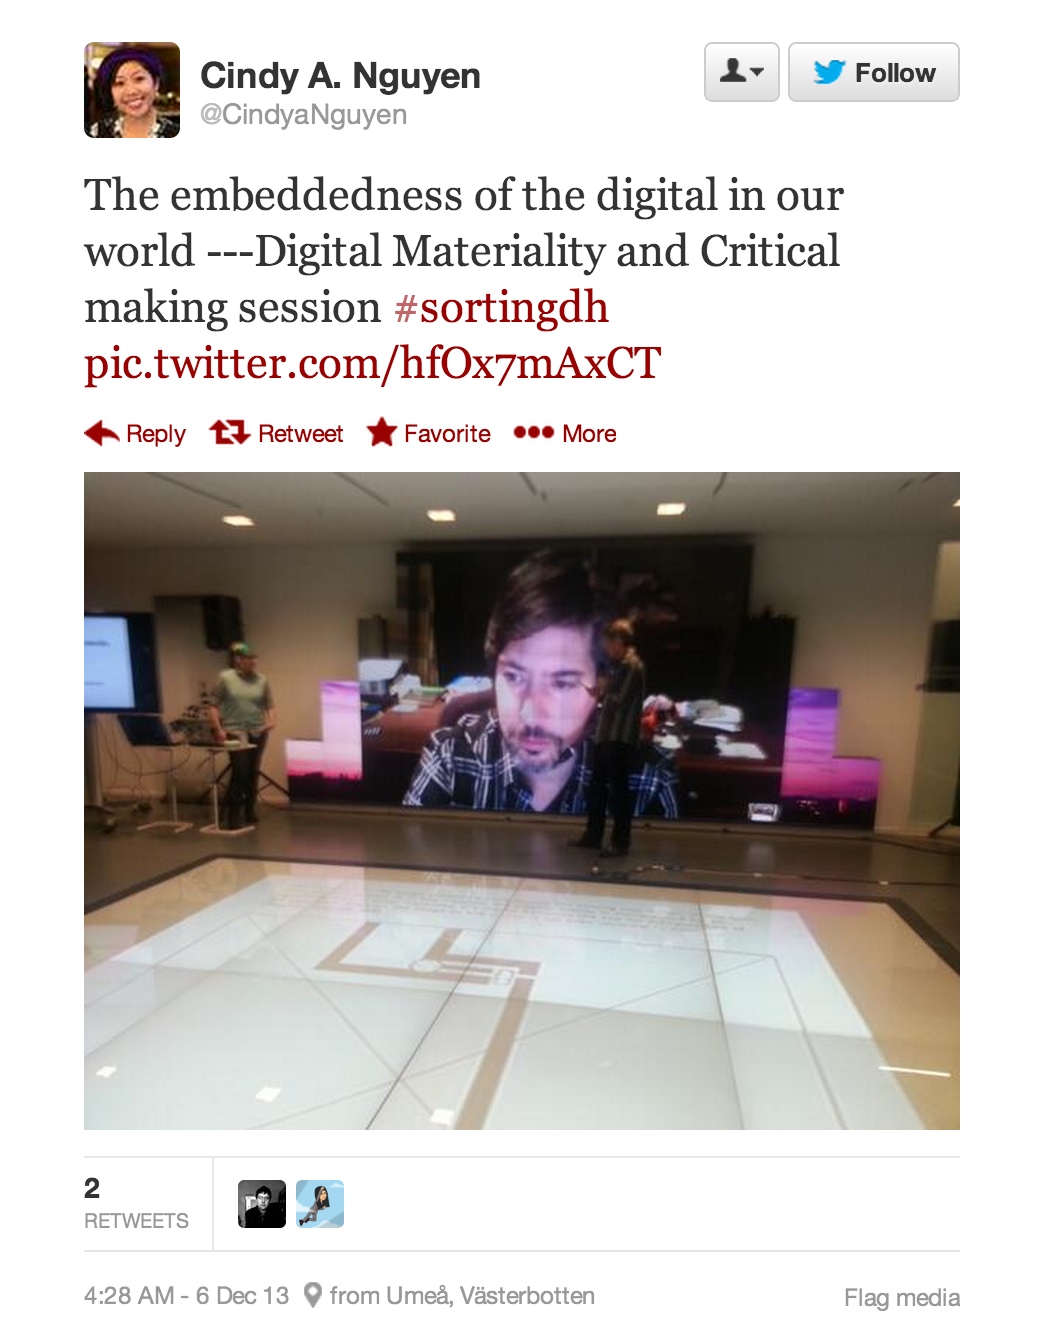 Cindy A. Nguyen
@CindyaNguyen
Follow
The embeddedness of the digital in our
world ---Digital Materiality and Critical
making session #sortingdh
pic.twitter.com/hfOx7mAxCT
Reply Retweet Favorite More
2
RETWEETS
4:28 AM - 6 Dec 13 from Umeå, Västerbotten
Flag media